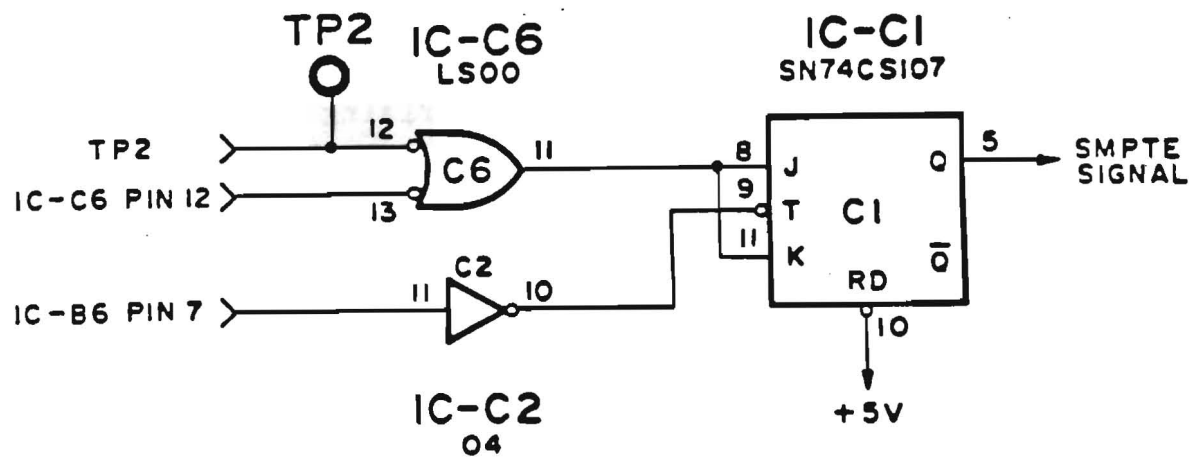 TP2
IC-C6
LS00
IC-C1
SN74CS107
TP2
12
C6
11
8
J
Q
5
SMPTE
SIGNAL
IC-C6 PIN 12
13
9
T
C1
11
K
Q̅
RD
IC-B6 PIN 7
11
C2
10
10
+5V
IC-C2
04